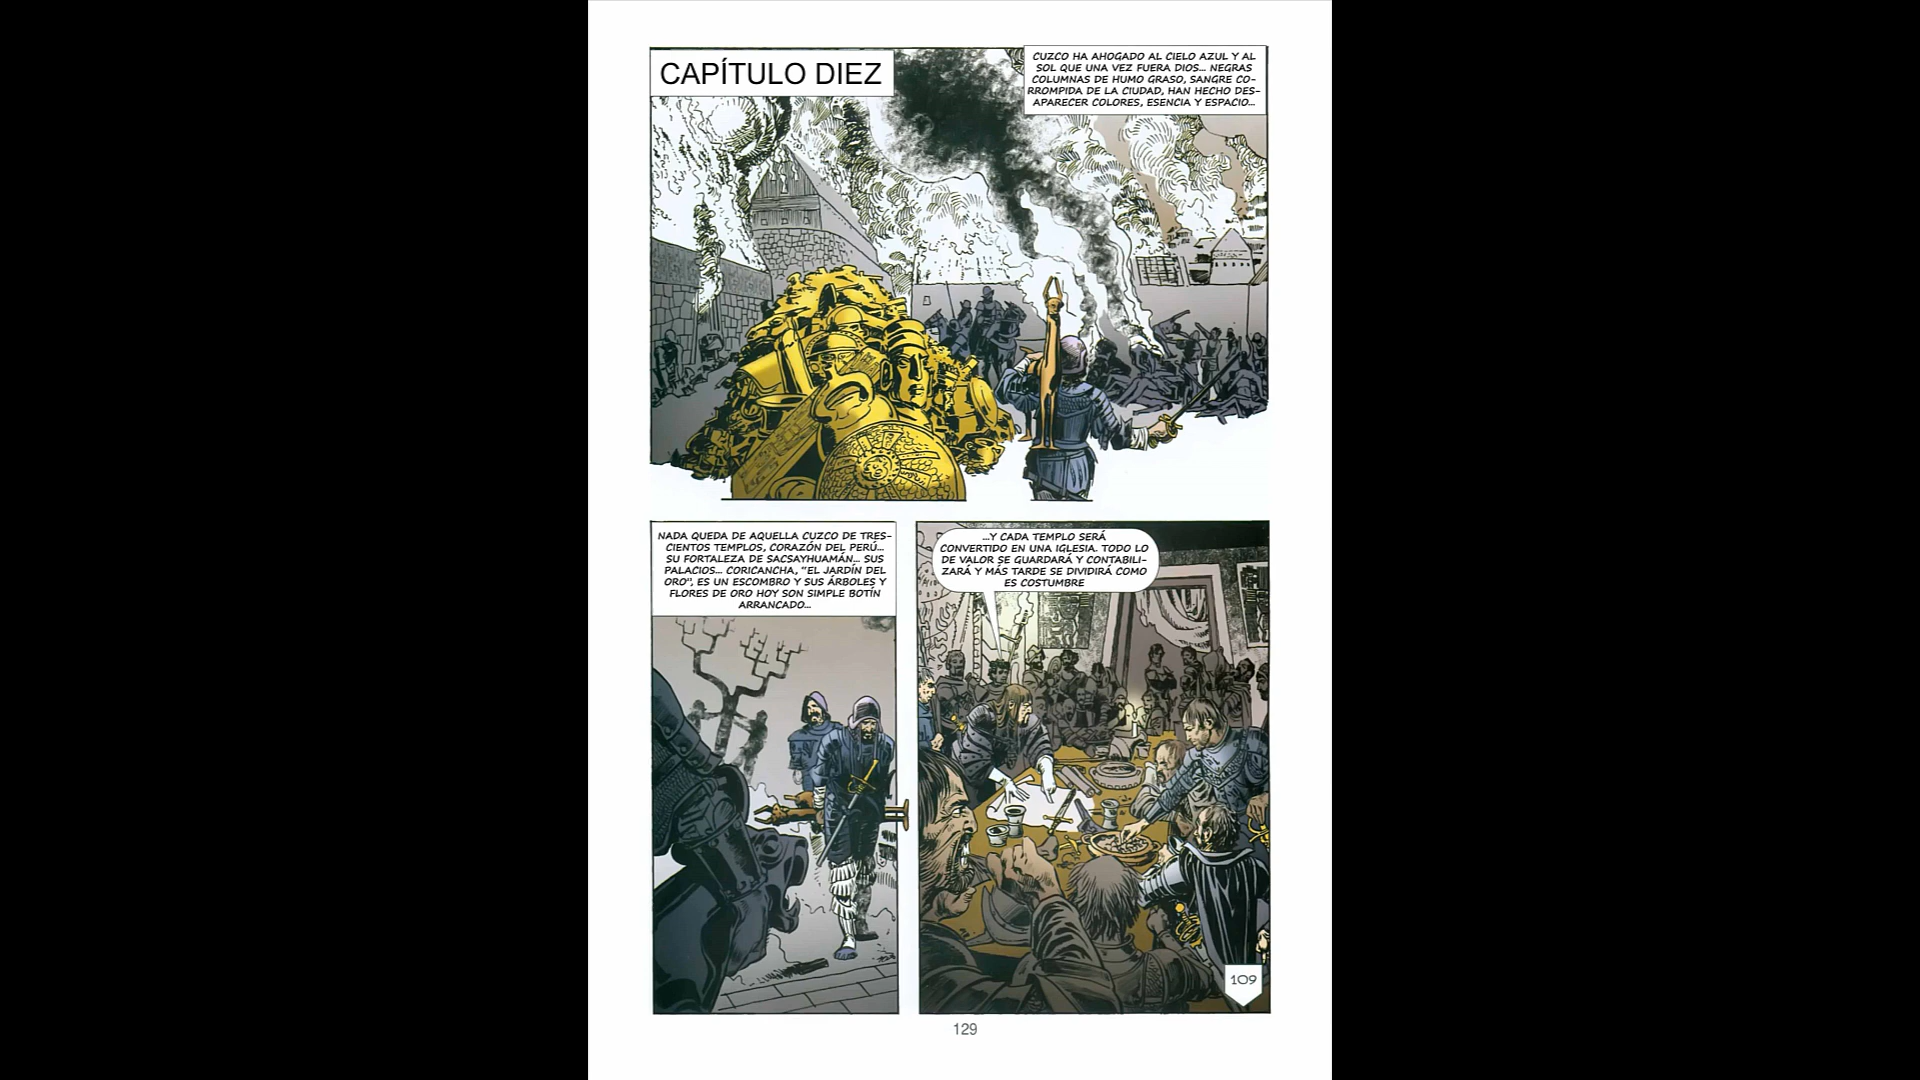 CAPÍTULO DIEZ
CUZCO HA AHOGADO AL CIELO AZUL Y AL
SOL QUE UNA VEZ FUERA DIOS... NEGRAS
COLUMNAS DE HUMO GRASO, SANGRE CO-
RROMPIDA DE LA CIUDAD, HAN HECHO DES-
APARECER COLORES, ESENCIA Y ESPACIO...
NADA QUEDA DE AQUELLA CUZCO DE TRES-
CIENTOS TEMPLOS, CORAZÓN DEL PERÚ...
SU FORTALEZA DE SACSAYHUAMÁN... SUS
PALACIOS... CORICANCHA, "EL JARDÍN DEL
ORO", ES UN ESCOMBRO Y SUS ÁRBOLES Y
FLORES DE ORO HOY SON SIMPLE BOTÍN
ARRANCADO...
...Y CADA TEMPLO SERÁ
CONVERTIDO EN UNA IGLESIA. TODO LO
DE VALOR SE GUARDARÁ Y CONTABILI-
ZARÁ Y MÁS TARDE SE DIVIDIRÁ COMO
ES COSTUMBRE
109
129